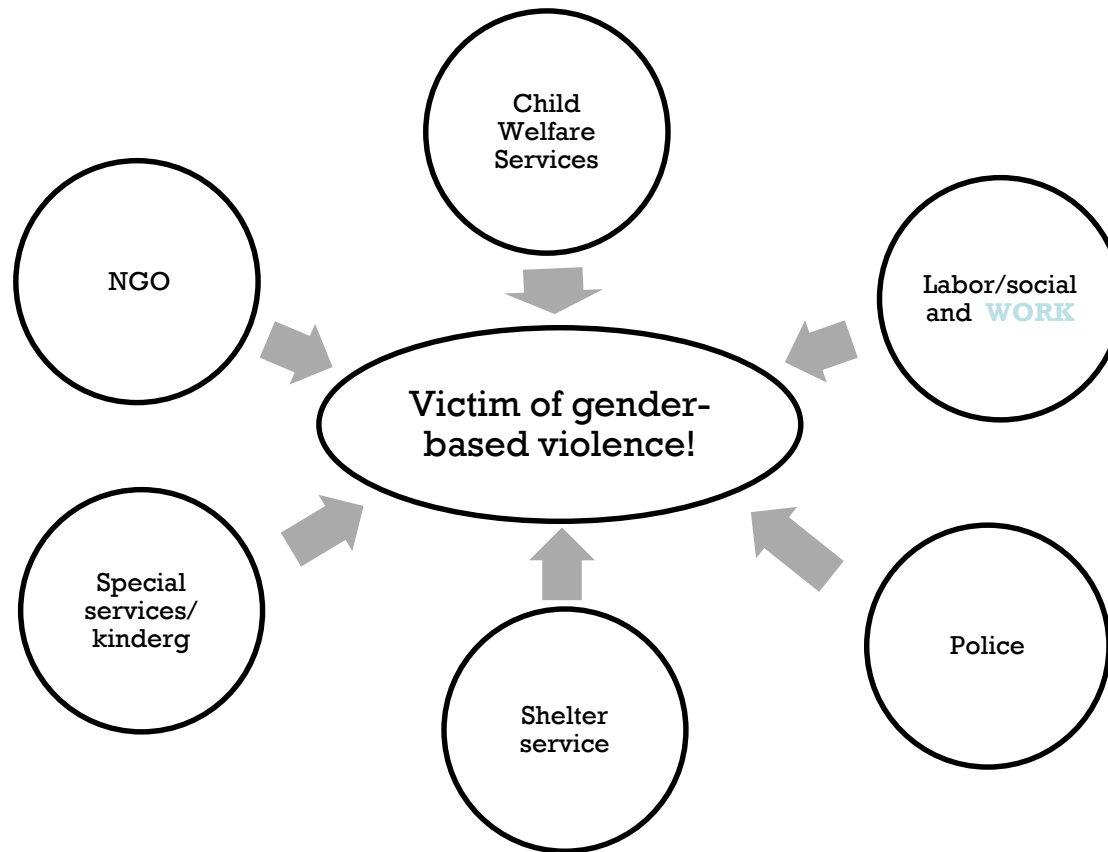 Child
Welfare
Services
NGO
Labor/social
and WORK
Victim of gender-
based violence!
Special
services/
kinderg
Police
Shelter
service